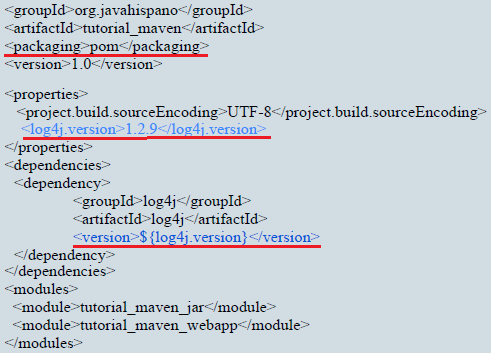 <groupId>org.javahispano</groupId>
<artifactId>tutorial_maven</artifactId>
<packaging>pom</packaging>
<version>1.0</version>
<properties>
<project.build.sourceEncoding>UTF-8</project.build.sourceEncoding>
<log4j.version>1.2.9</log4j.version>
</properties>
<dependencies>
<dependency>
<groupId>log4j</groupId>
<artifactId>log4j</artifactId>
<version>${log4j.version}</version>
</dependency>
</dependencies>
<modules>
<module>tutorial_maven_jar</module>
<module>tutorial_maven_webapp</module>
</modules>